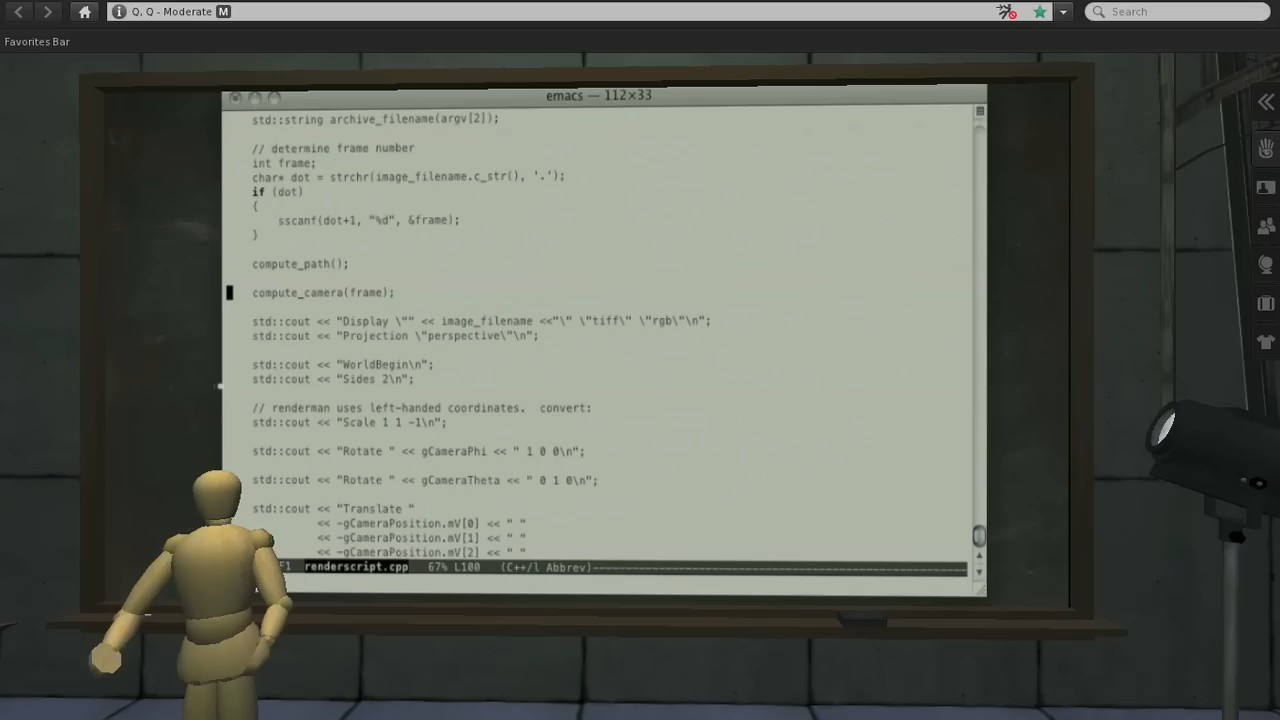 Q, Q - Moderate M
Search
Favorites Bar
emacs — 112×33
std::string archive_filename(argv[2]);
// determine frame number
int frame;
char* dot = strchr(image_filename.c_str(), '.');
if (dot)
{
sscanf(dot+1, "%d", &frame);
}
compute_path();
compute_camera(frame);
std::cout << "Display \"" << image_filename <<"\" \"tiff\" \"rgb\"\n";
std::cout << "Projection \"perspective\"\n";
std::cout << "WorldBegin\n";
std::cout << "Sides 2\n";
// renderman uses left-handed coordinates.  convert:
std::cout << "Scale 1 1 -1\n";
std::cout << "Rotate " << gCameraPhi << " 1 0 0\n";
std::cout << "Rotate " << gCameraTheta << " 0 1 0\n";
std::cout << "Translate "
<< -gCameraPosition.mV[0] << " "
<< -gCameraPosition.mV[1] << " "
<< -gCameraPosition.mV[2] << " "
F1 renderscript.cpp 67% L100 (C++/l Abbrev)